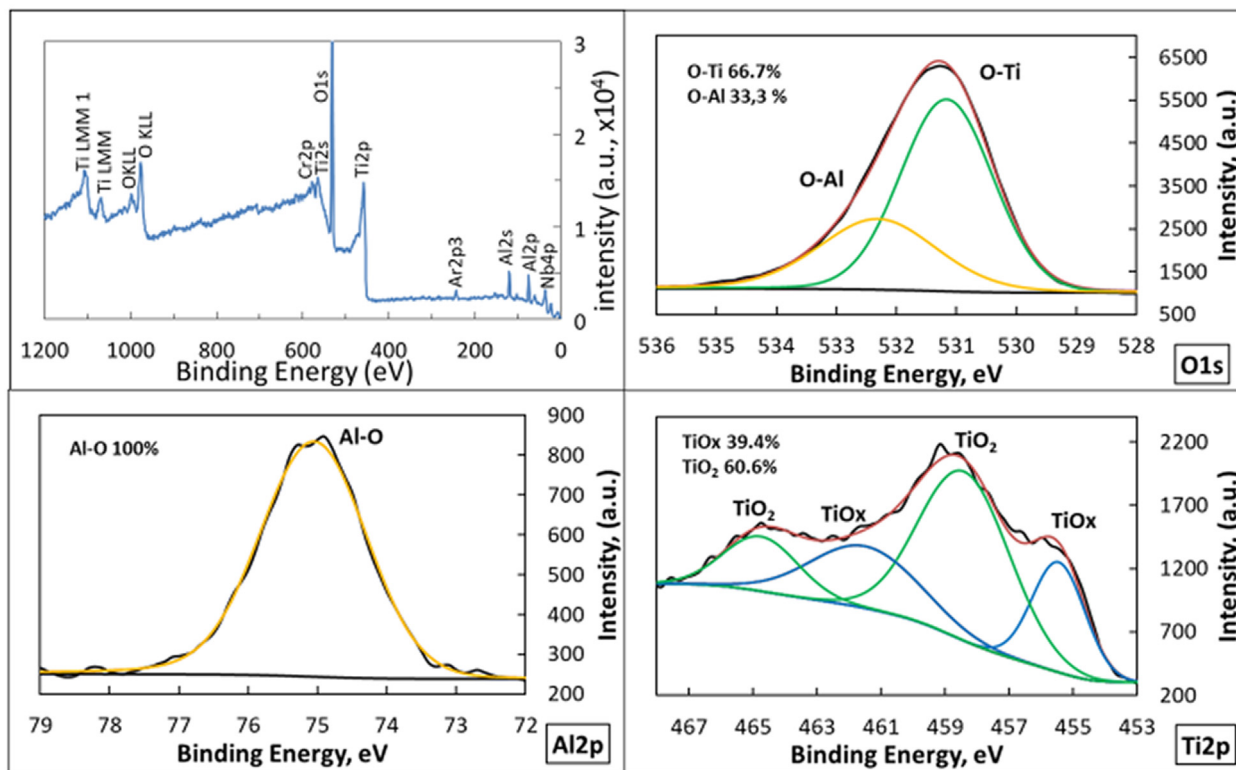 Ti LMM 1
Ti LMM
OKLL
O KLL
Cr2p
Ti2s
O1s
Ti2p
Ar2p3
Al2s
Al2p
Nb4p
3
2
1
0
intensity (a.u., x10⁴)
1200 1000 800 600 400 200 0
Binding Energy (eV)
O-Ti 66.7%
O-Al 33,3 %
O-Ti
O-Al
6500
5500
4500
3500
2500
1500
500
Intensity, (a.u.)
536 535 534 533 532 531 530 529 528
Binding Energy, eV
O1s
Al-O 100%
Al-O
900
800
700
600
500
400
300
200
Intensity, (a.u.)
79 78 77 76 75 74 73 72
Binding Energy, eV
Al2p
TiOx 39.4%
TiO₂ 60.6%
TiO₂
TiOx
TiO₂
TiOx
2200
1700
1200
700
200
Intensity, (a.u.)
467 465 463 461 459 457 455 453
Binding Energy, eV
Ti2p